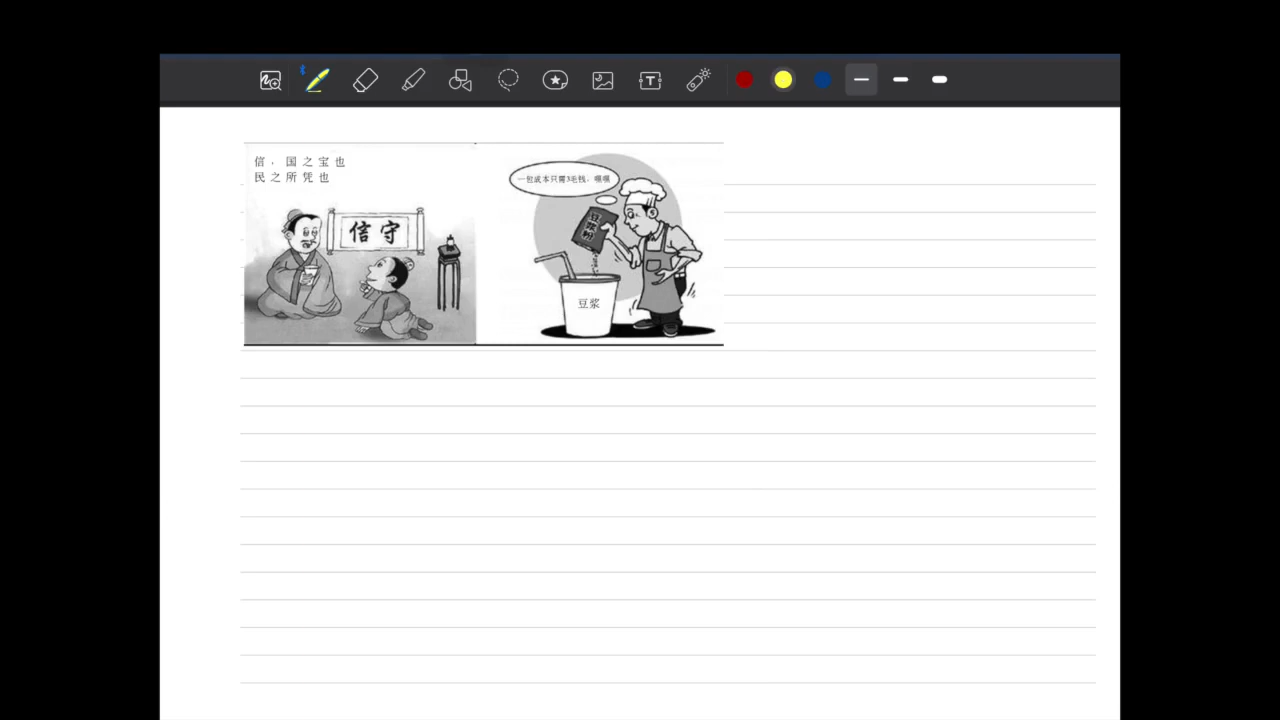 信，国之宝也
民之所凭也
信守
一包成本只需3毛钱，嘿嘿
豆浆粉
豆浆